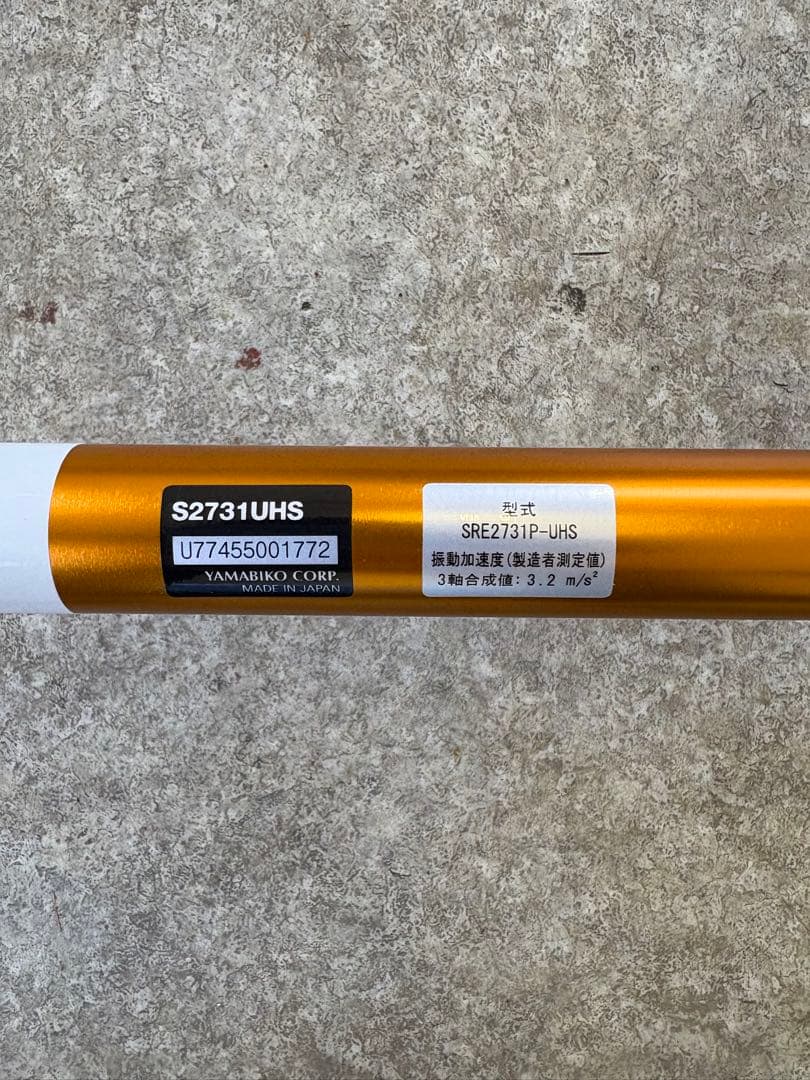 S2731UHS
U77455001772
YAMABIKO CORP.
MADE IN JAPAN
型式
SRE2731P-UHS
振動加速度(製造者測定値)
3軸合成値: 3.2 m/s²